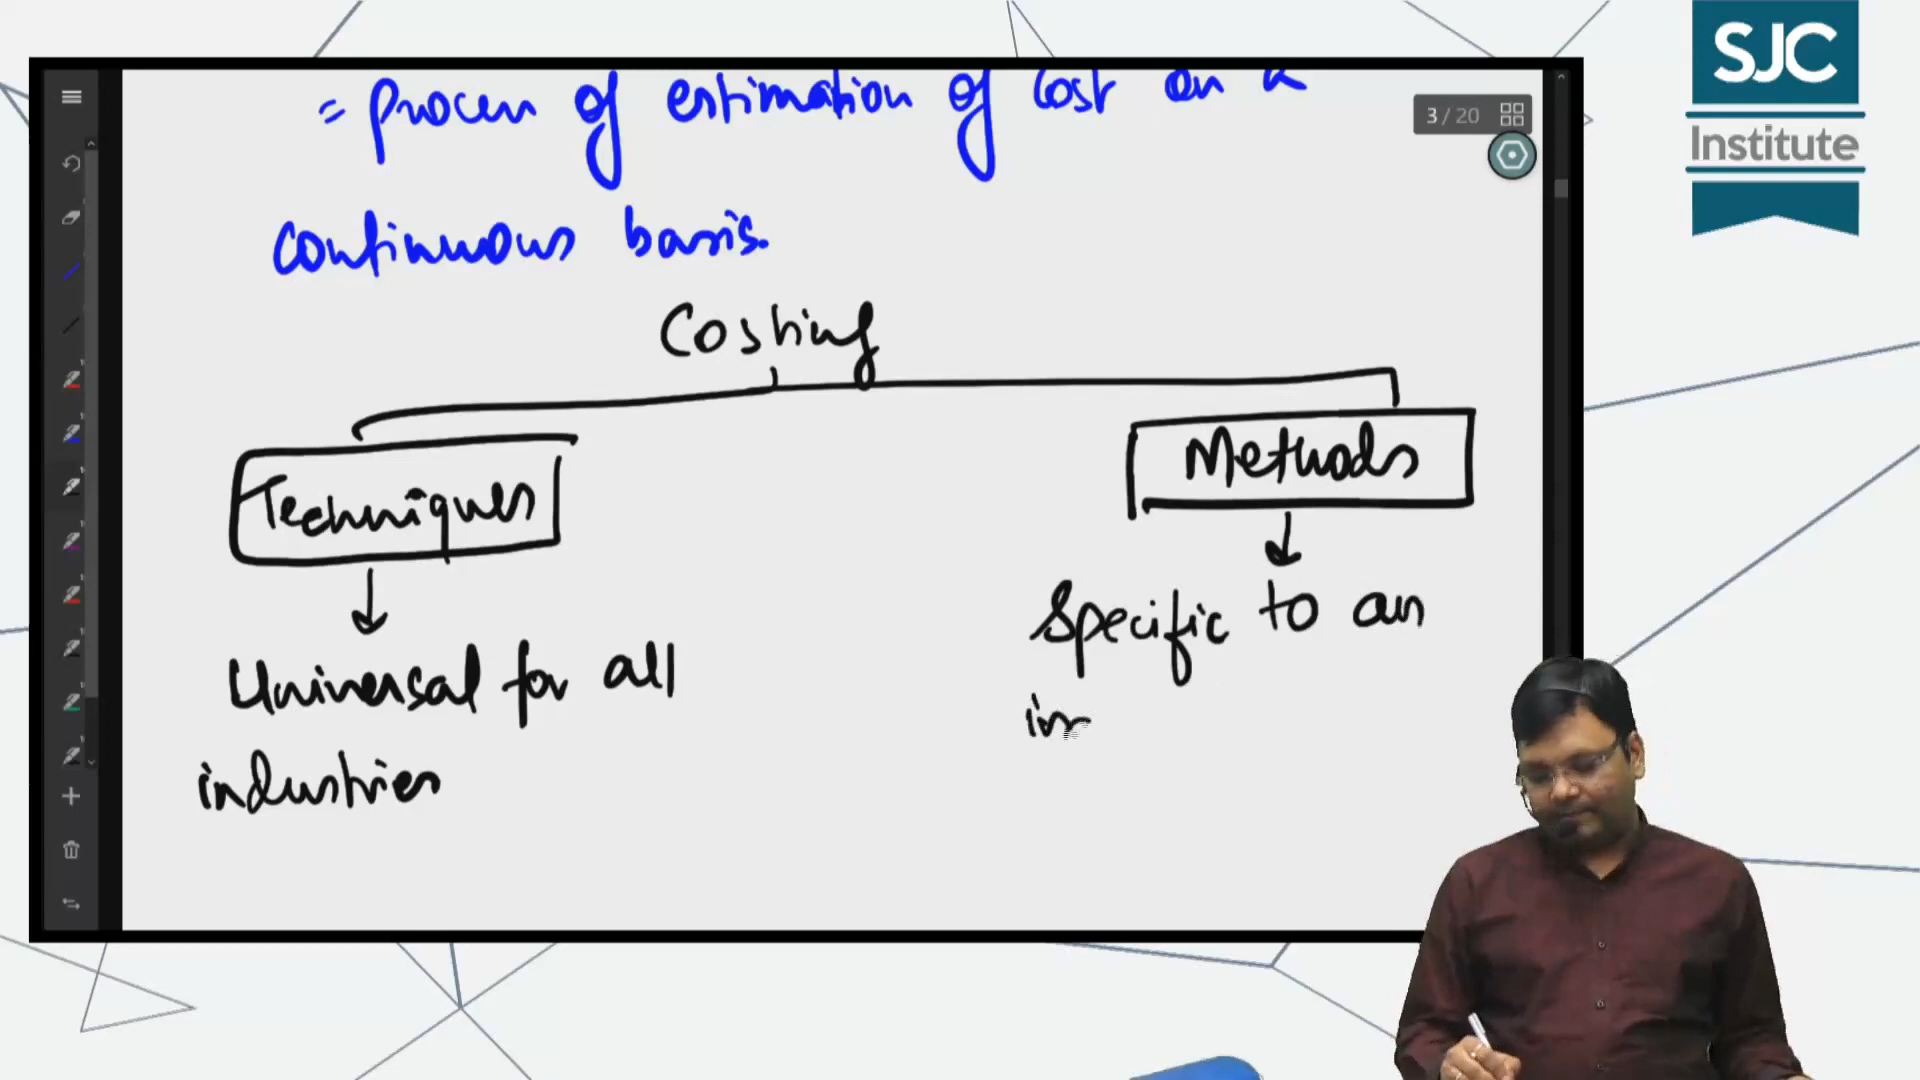 = process of estimation of cost on a
continuous basis.
Costing
Techniques
Methods
Universal for all
industries
Specific to an
in
3 / 20
SJC
Institute